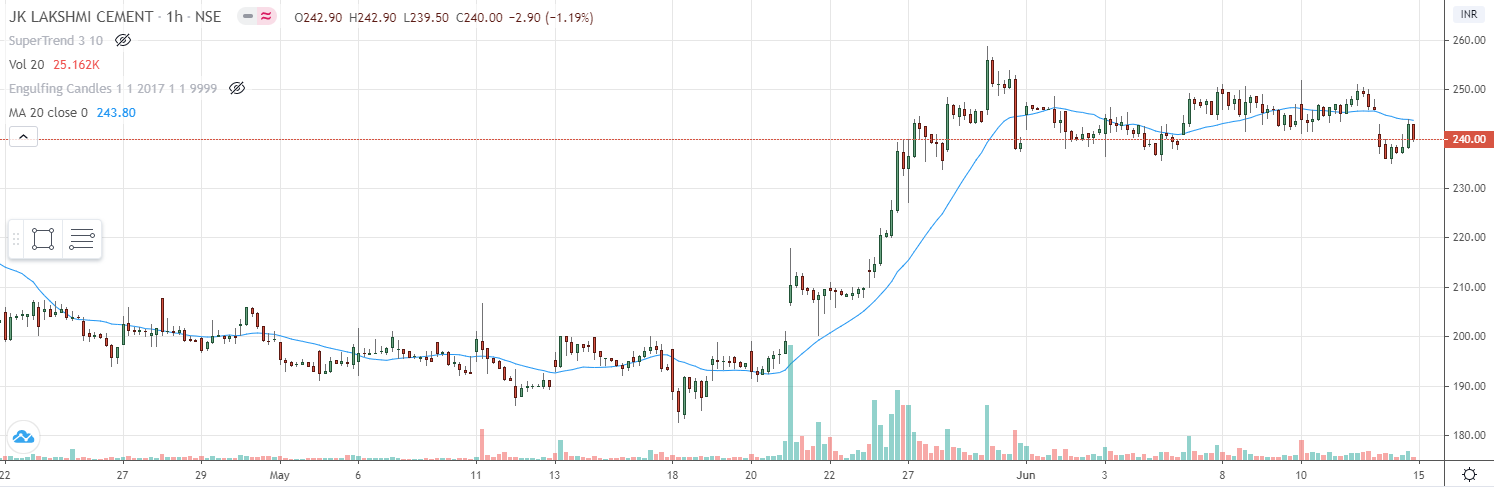 JK LAKSHMI CEMENT · 1h · NSE O242.90 H242.90 L239.50 C240.00 −2.90 (−1.19%)
INR
SuperTrend 3 10
Vol 20 25.162K
Engulfing Candles 1 1 2017 1 1 9999
MA 20 close 0 243.80
260.00
250.00
240.00
230.00
220.00
210.00
200.00
190.00
180.00
22 27 29 May 6 11 13 18 20 22 27 Jun 3 8 10 15